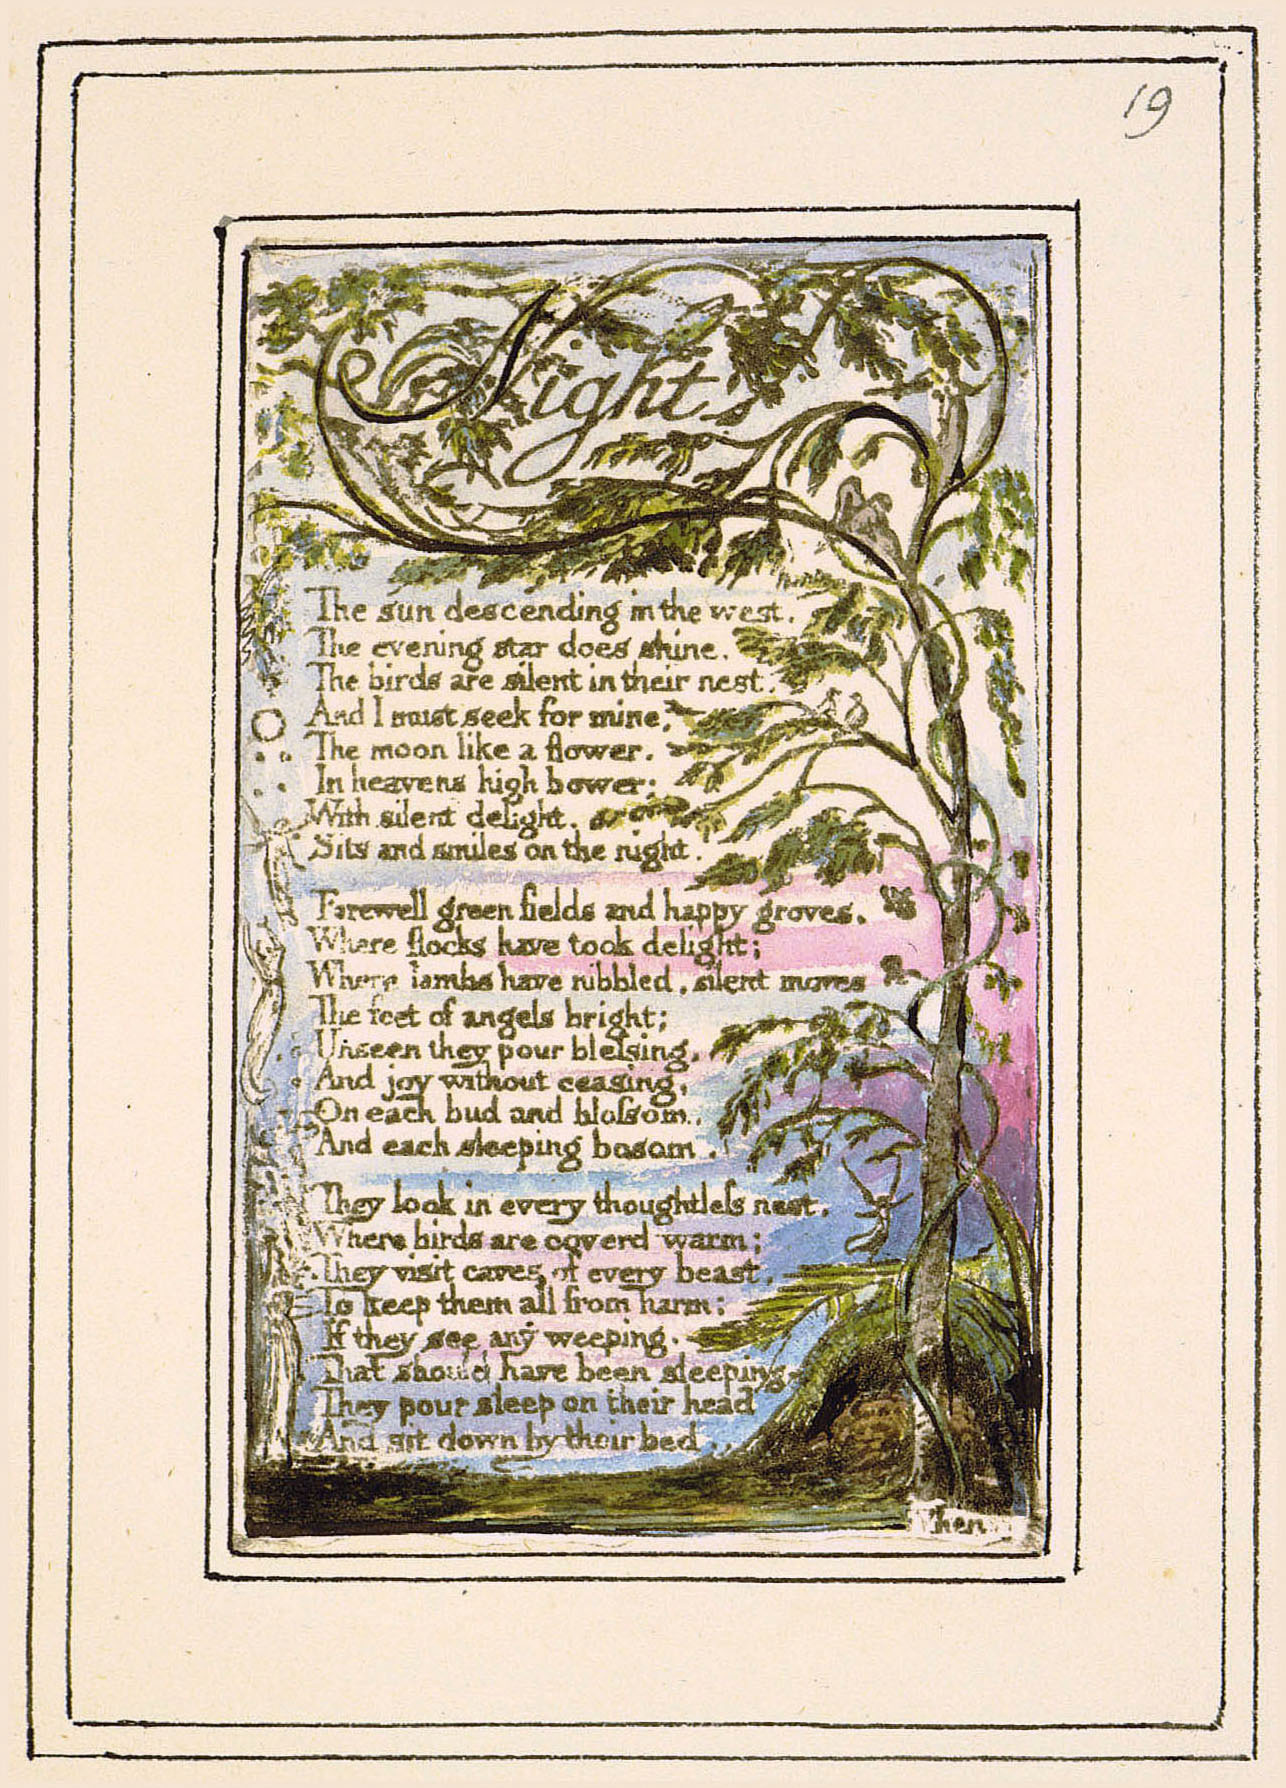 19
Night
The sun descending in the west.
The evening star does shine.
The birds are silent in their nest.
And I must seek for mine,
The moon like a flower.
In heavens high bower;
With silent delight.
Sits and smiles on the night.
Farewell green fields and happy groves.
Where flocks have took delight;
Where lambs have nibbled, silent moves
The feet of angels bright;
Unseen they pour bleſsing.
And joy without ceasing,
On each bud and bloſsom.
And each sleeping bosom.
They look in every thoughtleſs nest.
Where birds are coverd warm;
They visit caves of every beast.
To keep them all from harm;
If they see any weeping.
That should have been sleeping
They pour sleep on their head
And sit down by their bed.
When